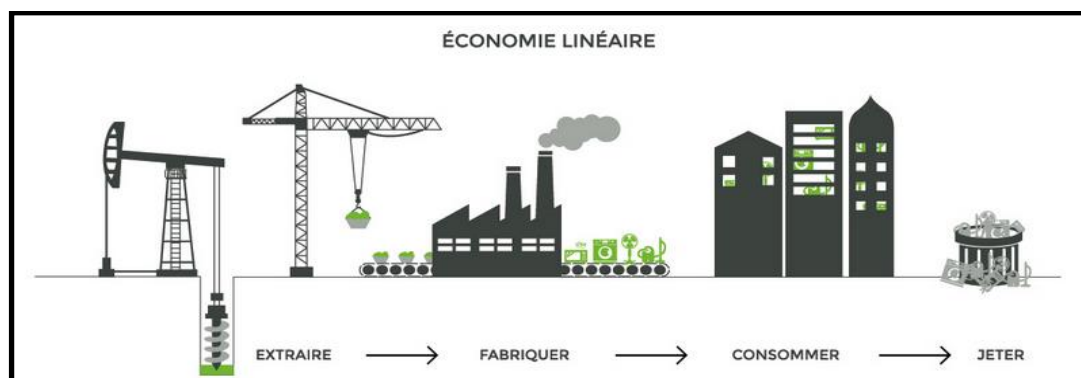 ÉCONOMIE LINÉAIRE
EXTRAIRE FABRIQUER CONSOMMER JETER